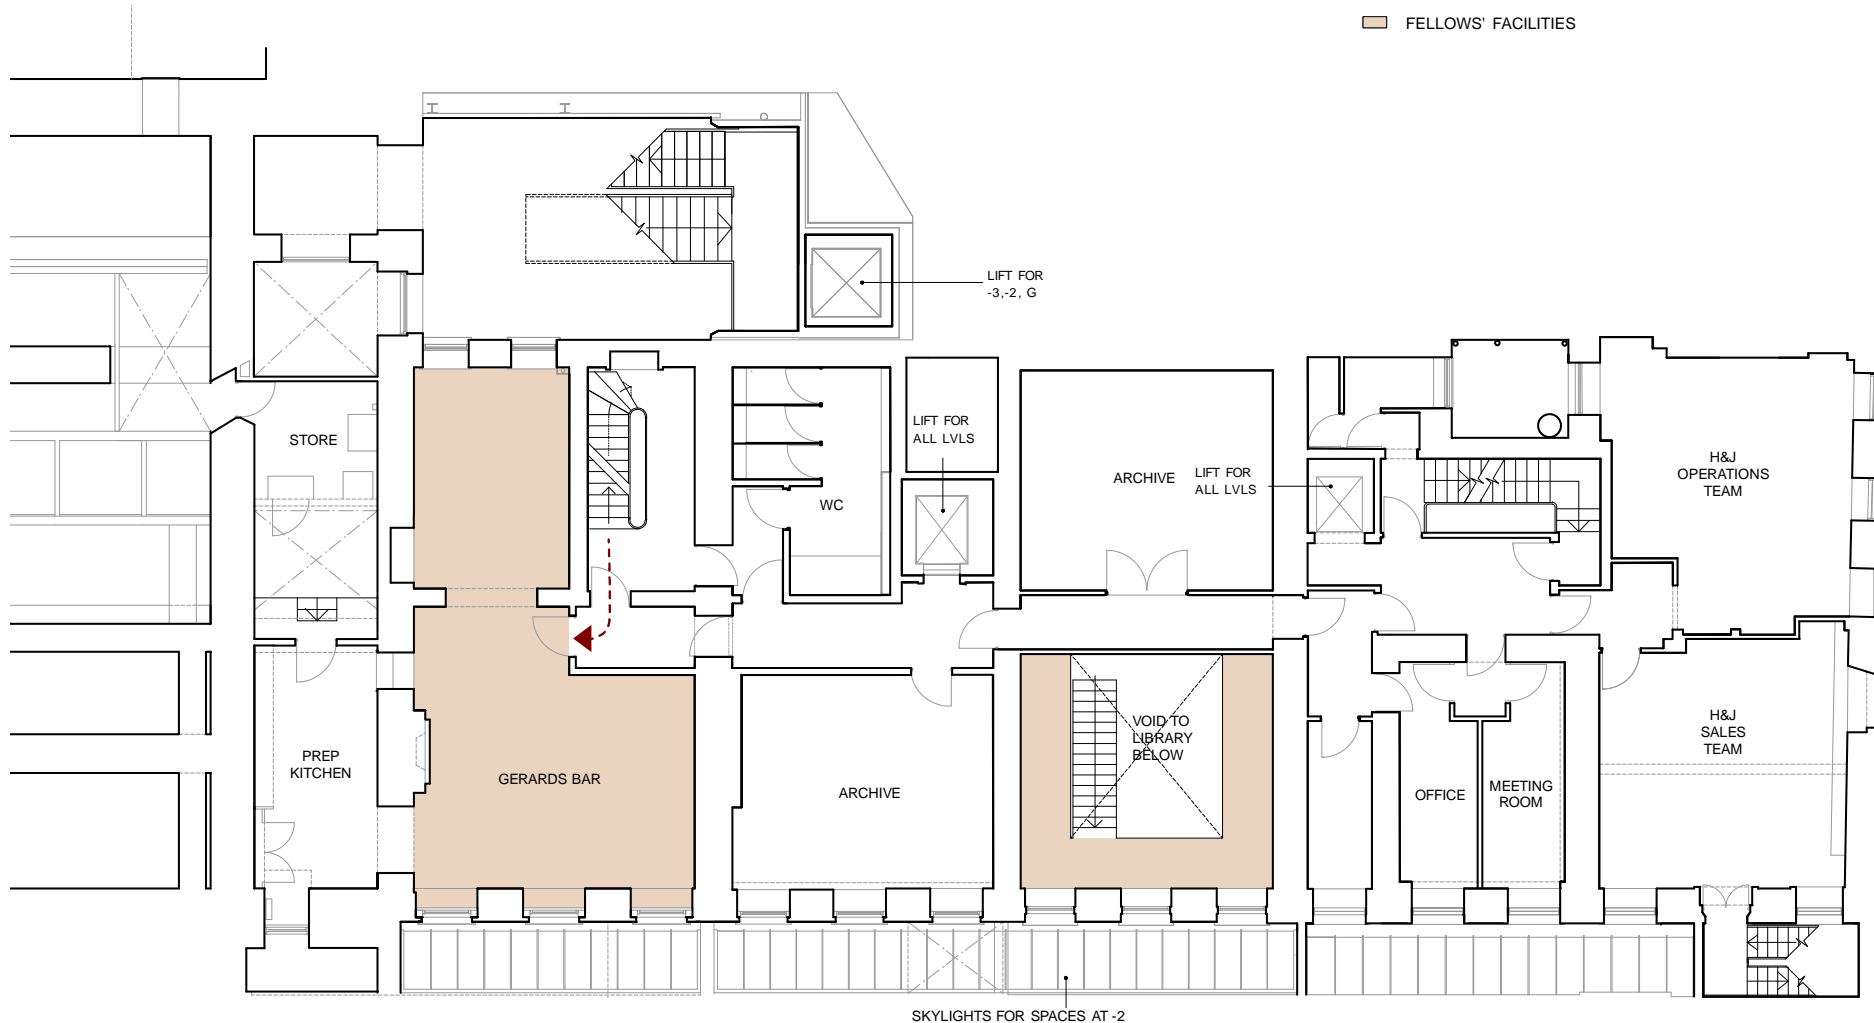 FELLOWS' FACILITIES
LIFT FOR
-3,-2, G
STORE
LIFT FOR
ALL LVLS
WC
ARCHIVE
LIFT FOR
ALL LVLS
H&J
OPERATIONS
TEAM
PREP
KITCHEN
GERARDS BAR
ARCHIVE
VOID TO
LIBRARY
BELOW
OFFICE
MEETING
ROOM
H&J
SALES
TEAM
SKYLIGHTS FOR SPACES AT -2